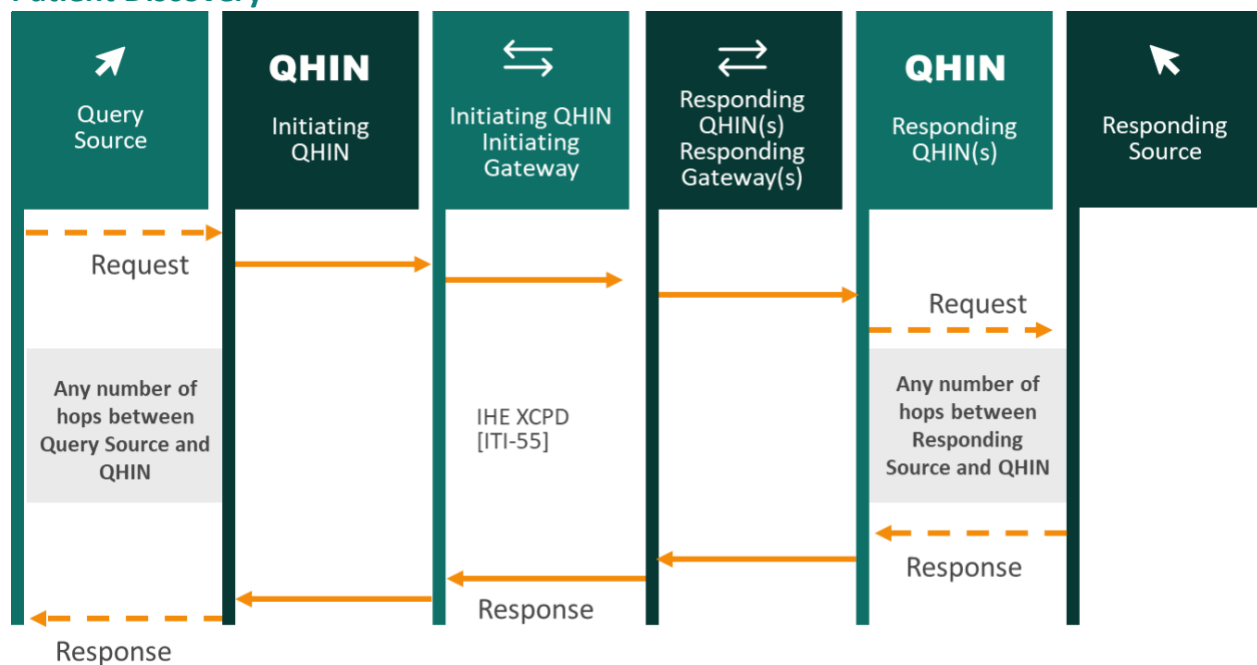 Patient Discovery
Query
Source
QHIN
Initiating
QHIN
Initiating QHIN
Initiating
Gateway
Responding
QHIN(s)
Responding
Gateway(s)
QHIN
Responding
QHIN(s)
Responding
Source
Request
Request
Any number of
hops between
Query Source and
QHIN
IHE XCPD
[ITI-55]
Any number of
hops between
Responding
Source and QHIN
Response
Response
Response